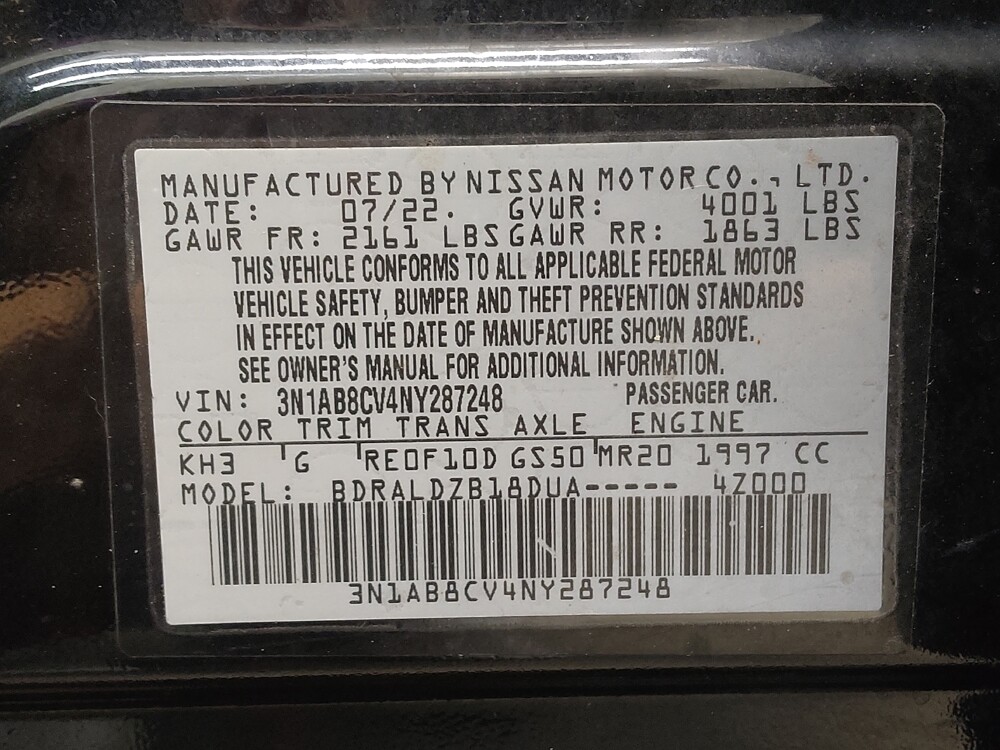 MANUFACTURED BY NISSAN MOTOR CO., LTD.
DATE: 07/22. GVWR: 4001 LBS
GAWR FR: 2161 LBS GAWR RR: 1863 LBS
THIS VEHICLE CONFORMS TO ALL APPLICABLE FEDERAL MOTOR
VEHICLE SAFETY, BUMPER AND THEFT PREVENTION STANDARDS
IN EFFECT ON THE DATE OF MANUFACTURE SHOWN ABOVE.
SEE OWNER'S MANUAL FOR ADDITIONAL INFORMATION.
VIN: 3N1AB8CV4NY287248 PASSENGER CAR.
COLOR TRIM TRANS AXLE ENGINE
KH3 G RE0F10D GS50 MR20 1997 CC
MODEL: BDRALDZB18DUA----- 4Z000
3N1AB8CV4NY287248